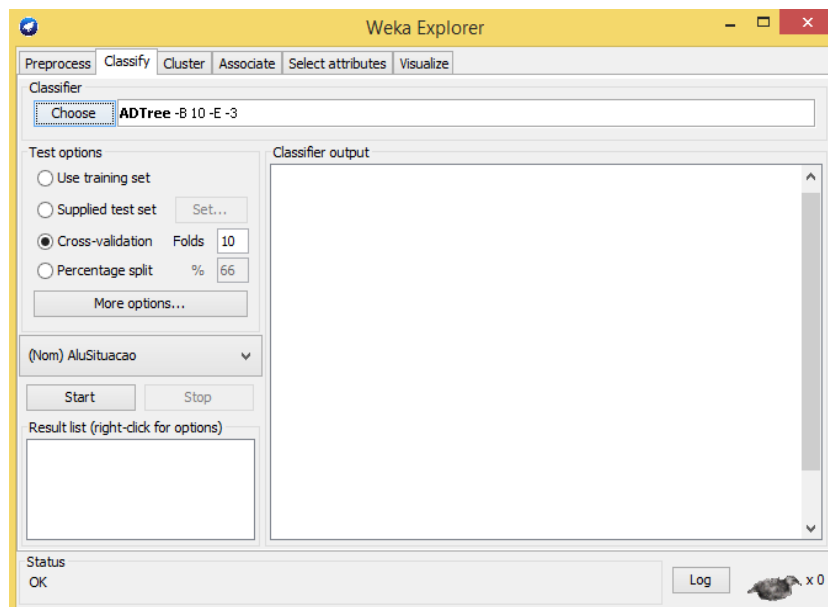 Weka Explorer
Preprocess Classify Cluster Associate Select attributes Visualize
Classifier
Choose ADTree -B 10 -E -3
Test options
Use training set
Supplied test set Set...
Cross-validation Folds 10
Percentage split % 66
More options...
(Nom) AluSituacao
Start Stop
Result list (right-click for options)
Classifier output
Status
OK
Log x 0